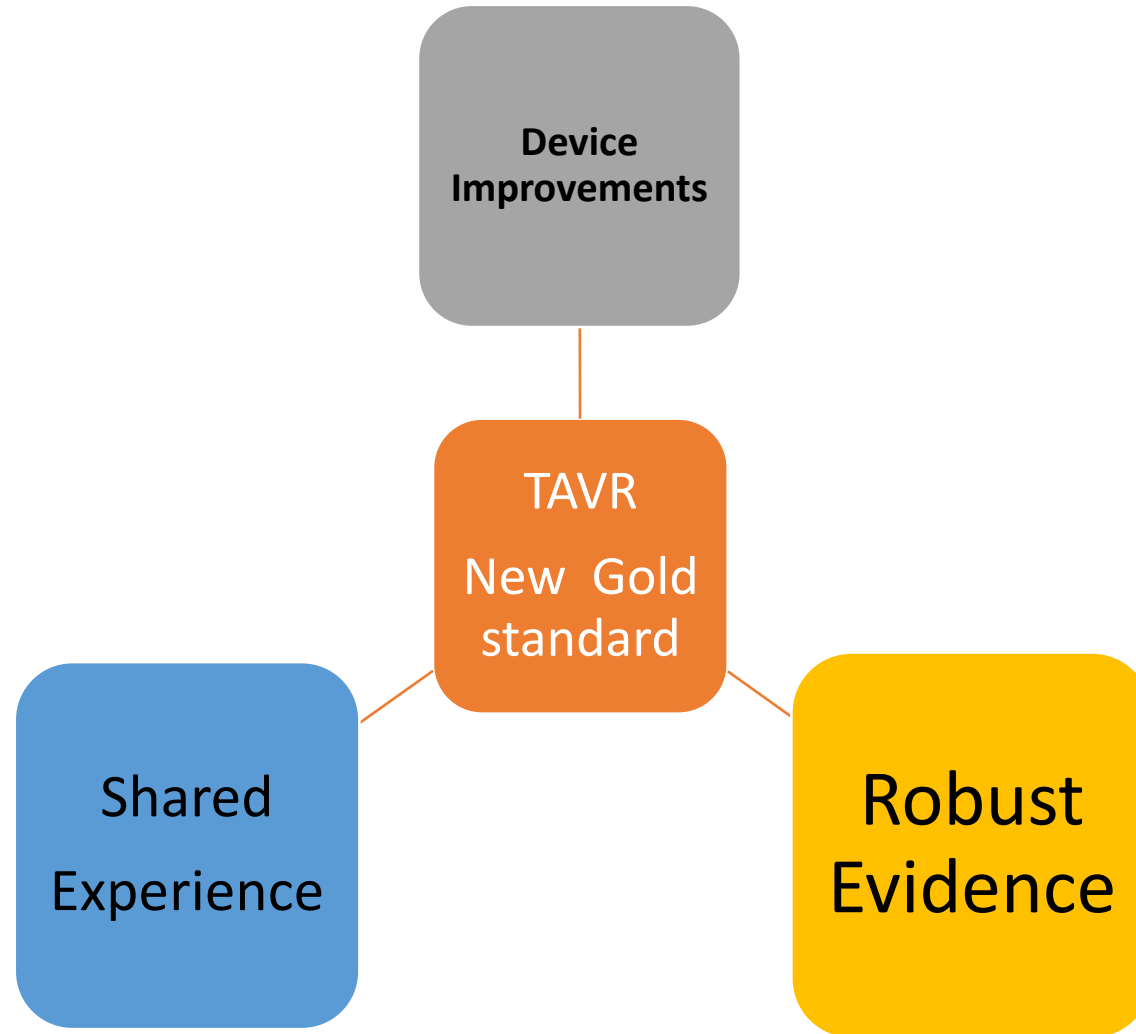 Device
Improvements
TAVR
New  Gold
standard
Shared
Experience
Robust
Evidence